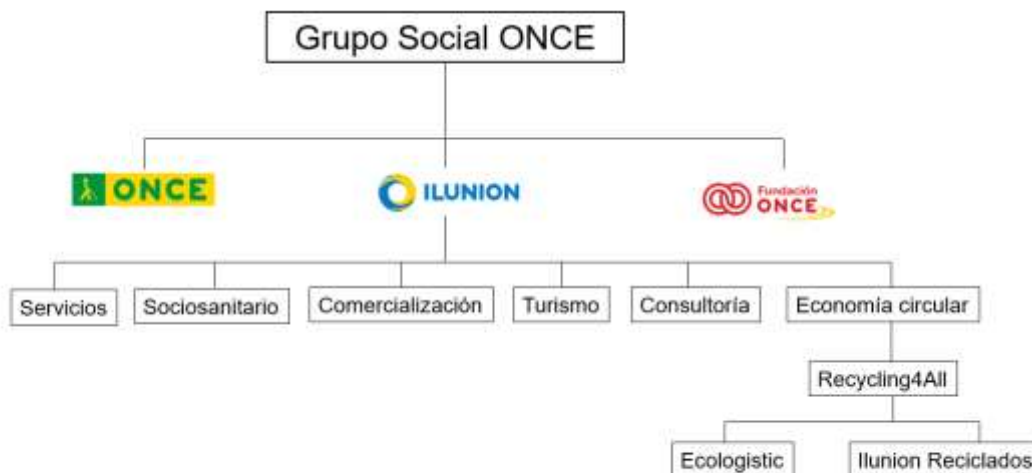 Grupo Social ONCE
ONCE
ILUNION
Fundación
ONCE
Servicios
Sociosanitario
Comercialización
Turismo
Consultoría
Economía circular
Recycling4All
Ecologistic
Ilunion Reciclados